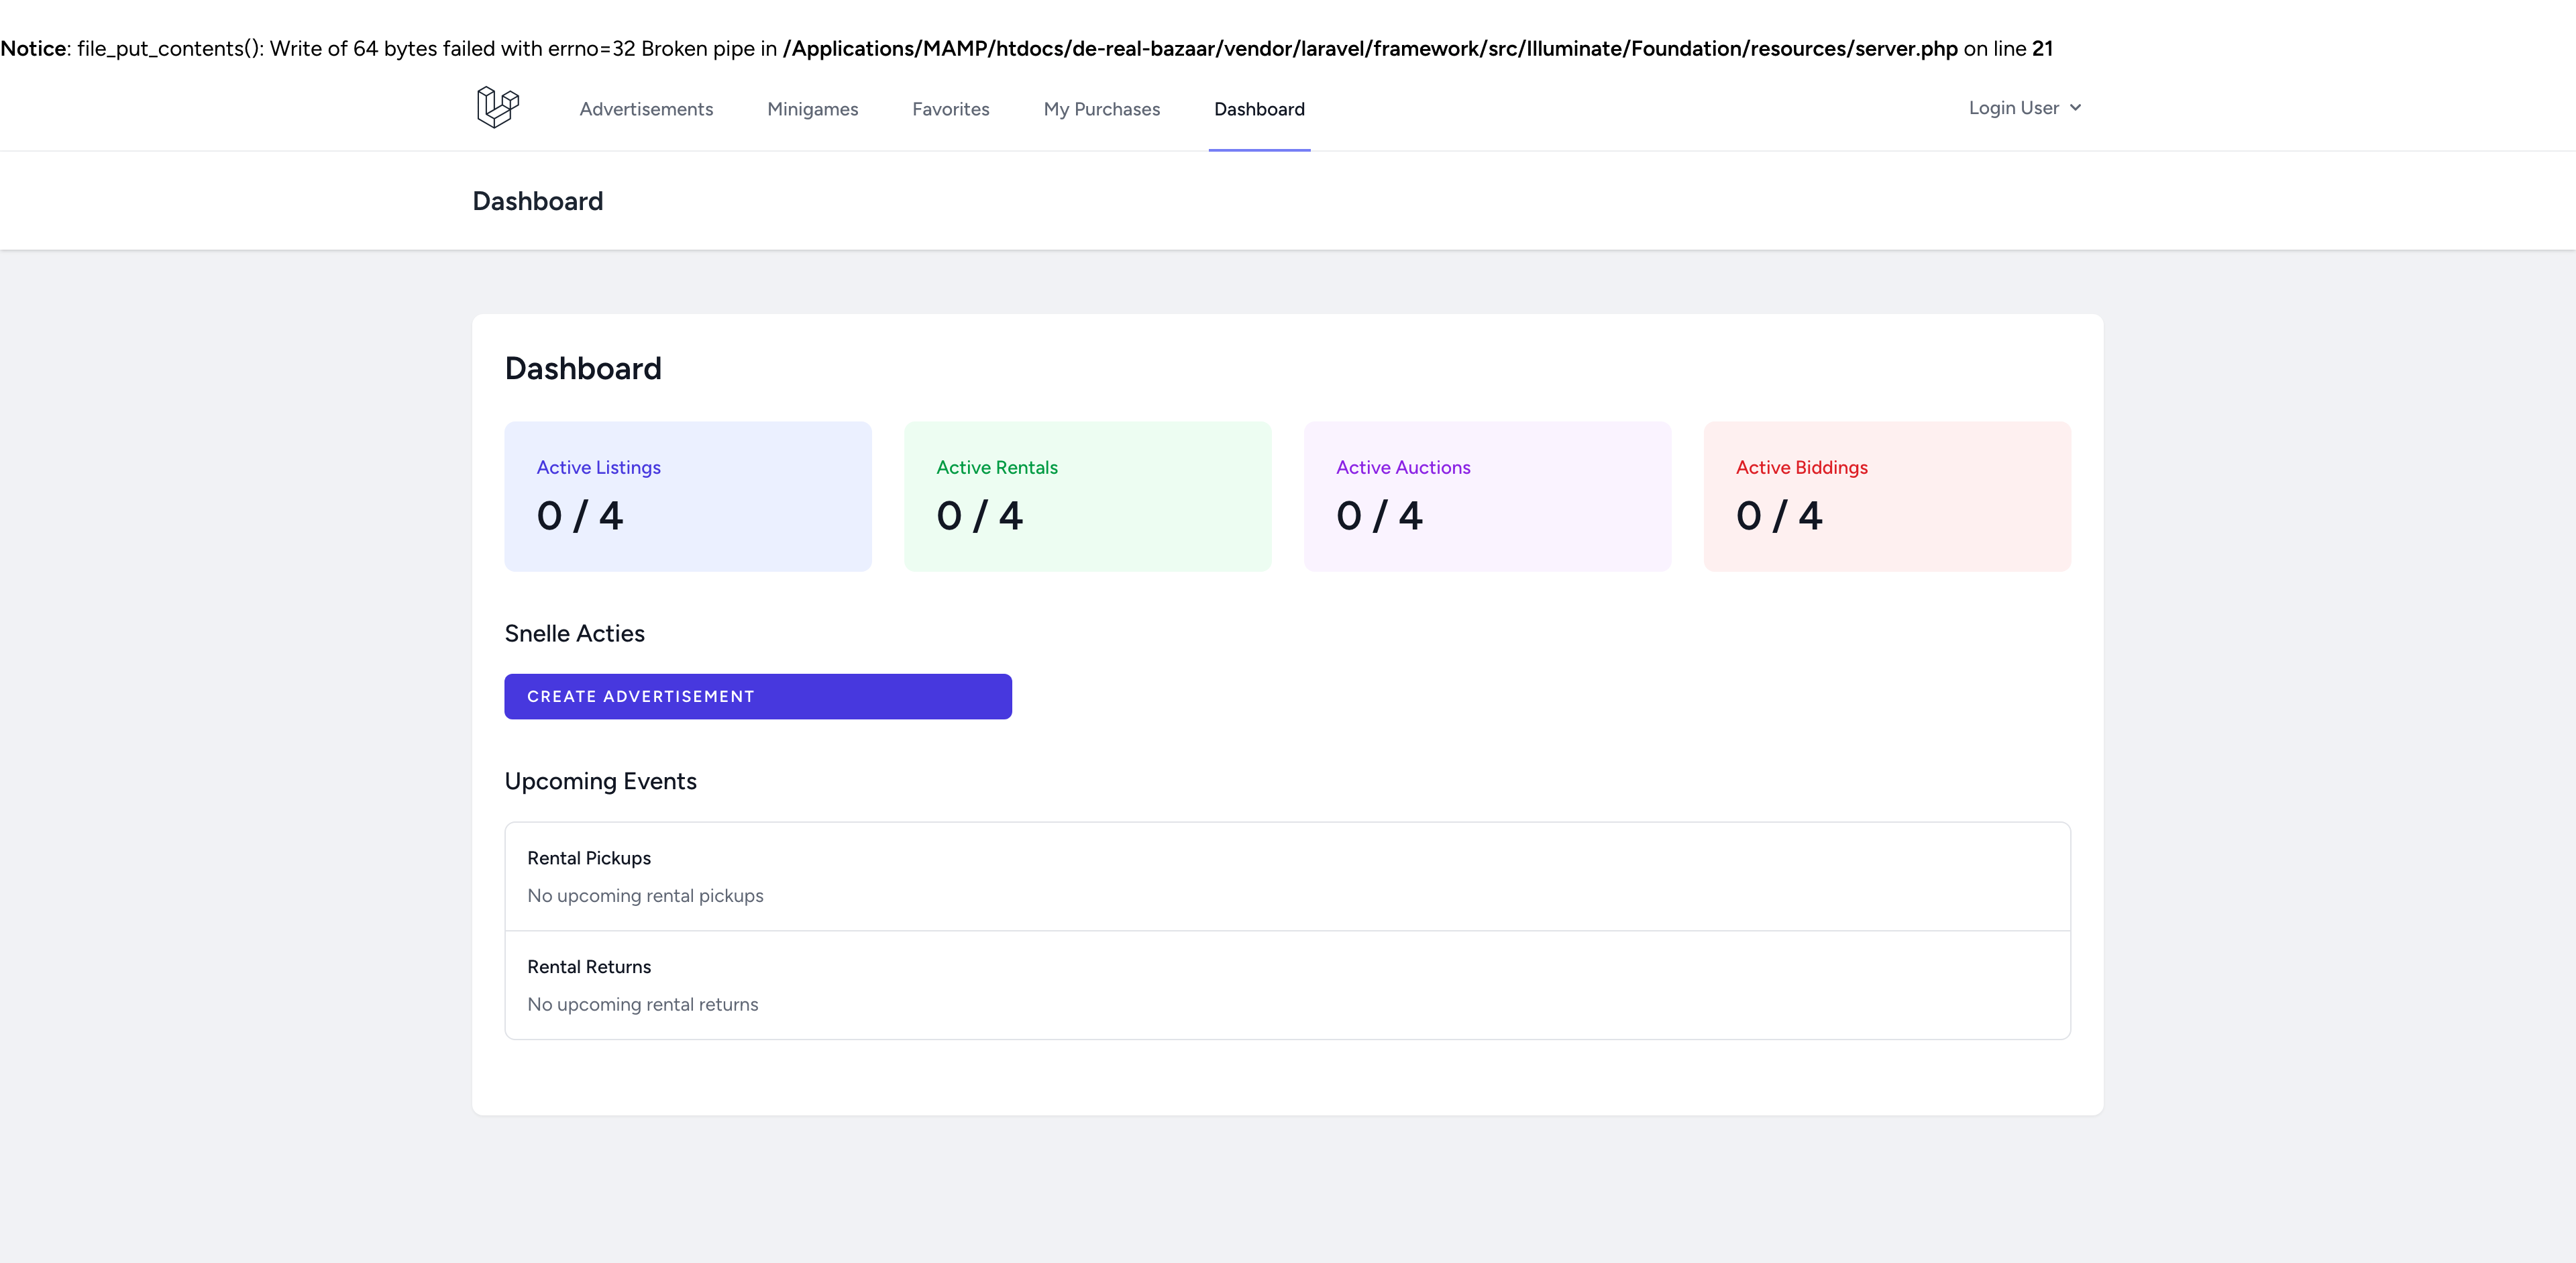 Notice: file_put_contents(): Write of 64 bytes failed with errno=32 Broken pipe in /Applications/MAMP/htdocs/de-real-bazaar/vendor/laravel/framework/src/Illuminate/Foundation/resources/server.php on line 21
Advertisements Minigames Favorites My Purchases Dashboard Login User
Dashboard
Dashboard
Active Listings Active Rentals Active Auctions Active Biddings
0 / 4 0 / 4 0 / 4 0 / 4
Snelle Acties
CREATE ADVERTISEMENT
Upcoming Events
Rental Pickups
No upcoming rental pickups
Rental Returns
No upcoming rental returns